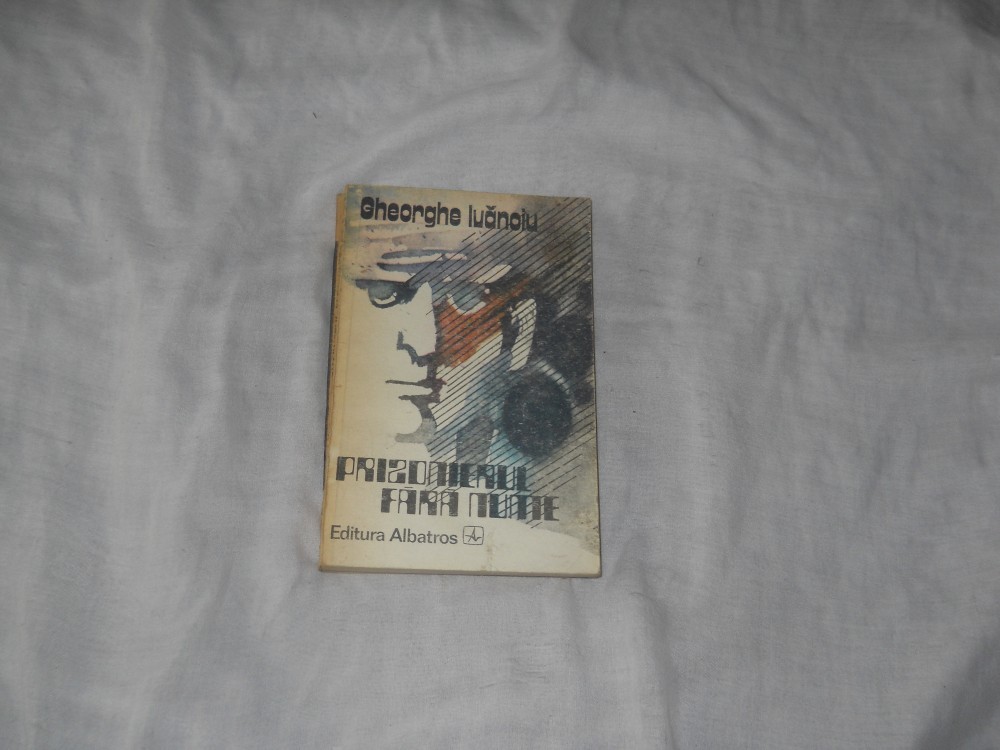 Gheorghe Ivănoiu
PRIZONIERUL
FĂRĂ NUME
Editura Albatros